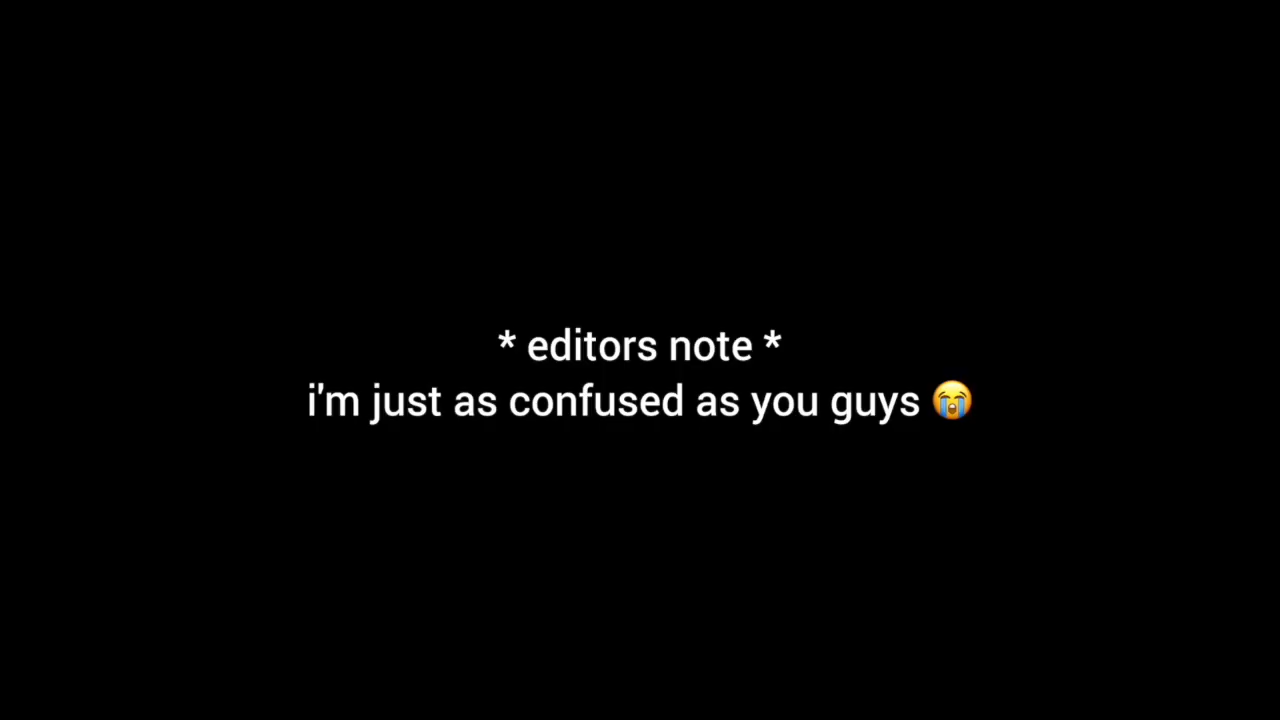 * editors note *
i'm just as confused as you guys 😭